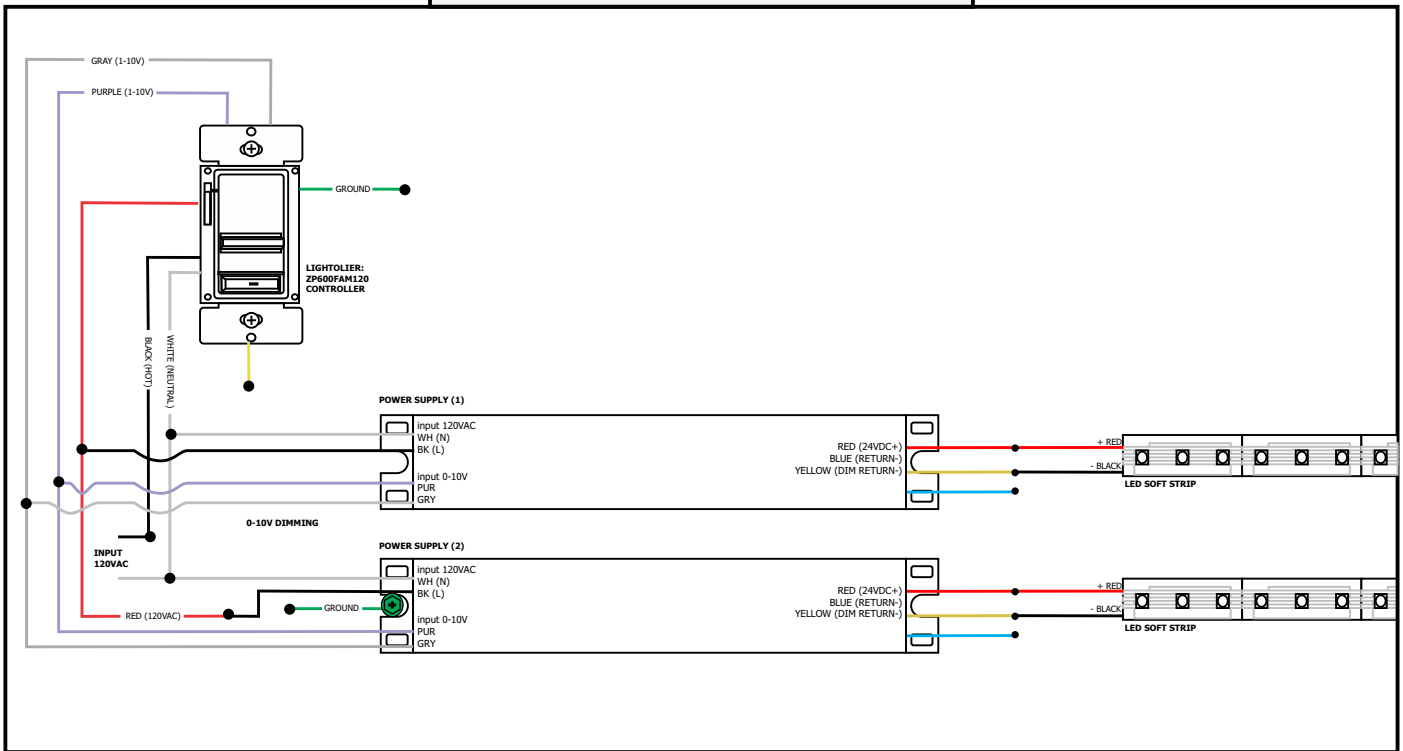 GRAY (1-10V)
PURPLE (1-10V)
GROUND
LIGHTOLIER:
ZP600FAM120
CONTROLLER
BLACK (HOT)
WHITE (NEUTRAL)
POWER SUPPLY (1)
input 120VAC
WH (N)
BK (L)
input 0-10V
PUR
GRY
RED (24VDC+)
BLUE (RETURN-)
YELLOW (DIM RETURN-)
+ RED
- BLACK
LED SOFT STRIP
0-10V DIMMING
INPUT
120VAC
POWER SUPPLY (2)
input 120VAC
WH (N)
BK (L)
GROUND
RED (120VAC)
input 0-10V
PUR
GRY
RED (24VDC+)
BLUE (RETURN-)
YELLOW (DIM RETURN-)
+ RED
- BLACK
LED SOFT STRIP